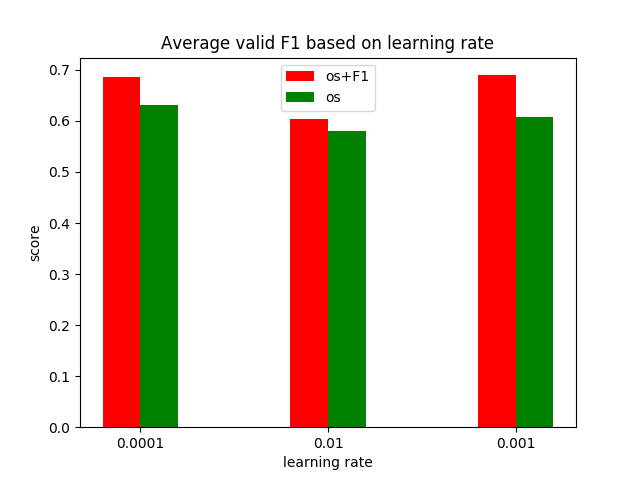 Average valid F1 based on learning rate
os+F1
os
score
0.7
0.6
0.5
0.4
0.3
0.2
0.1
0.0
0.0001 0.01 0.001
learning rate